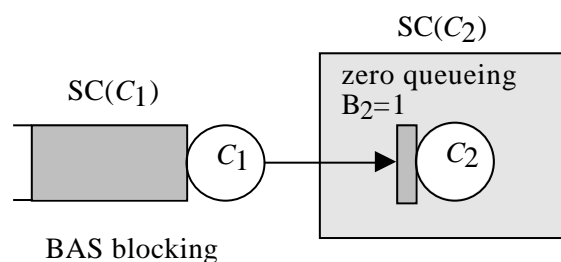 SC(C2)
zero queueing
B2=1
SC(C1)
C1
C2
BAS blocking